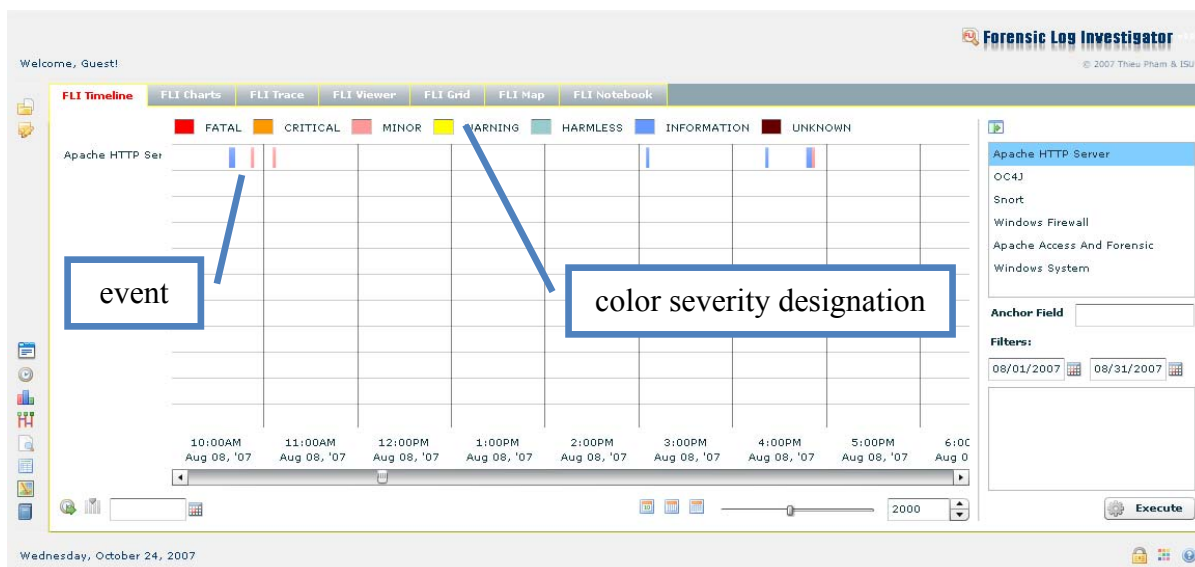 Forensic Log Investigator
Welcome, Guest!
© 2007 Thieu Pham & ISU
FLI Timeline FLI Charts FLI Trace FLI Viewer FLI Grid FLI Map FLI Notebook
FATAL CRITICAL MINOR WARNING HARMLESS INFORMATION UNKNOWN
Apache HTTP Ser
Apache HTTP Server
OC4J
Snort
Windows Firewall
Apache Access And Forensic
Windows System
event
color severity designation
Anchor Field
Filters:
08/01/2007 08/31/2007
10:00AM 11:00AM 12:00PM 1:00PM 2:00PM 3:00PM 4:00PM 5:00PM 6:00
Aug 08, '07 Aug 08, '07 Aug 08, '07 Aug 08, '07 Aug 08, '07 Aug 08, '07 Aug 08, '07 Aug 08, '07 Aug 0
2000
Execute
Wednesday, October 24, 2007